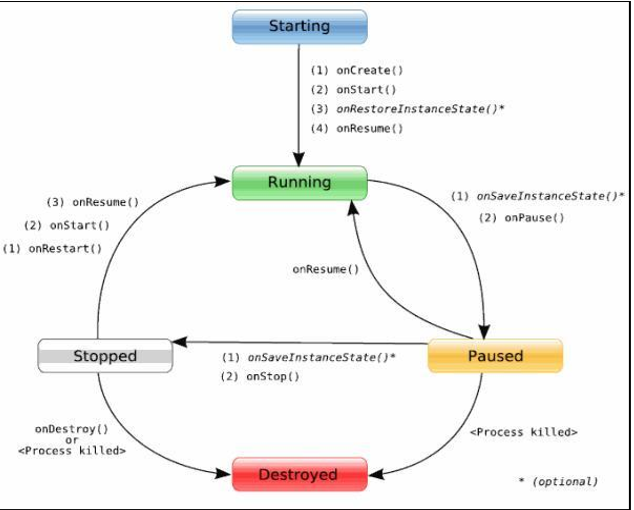 Starting
(1) onCreate()
(2) onStart()
(3) onRestoreInstanceState()*
(4) onResume()
Running
(3) onResume()
(2) onStart()
(1) onRestart()
(1) onSaveInstanceState()*
(2) onPause()
onResume()
Stopped
(1) onSaveInstanceState()*
(2) onStop()
Paused
onDestroy()
or
<Process killed>
<Process killed>
Destroyed
* (optional)